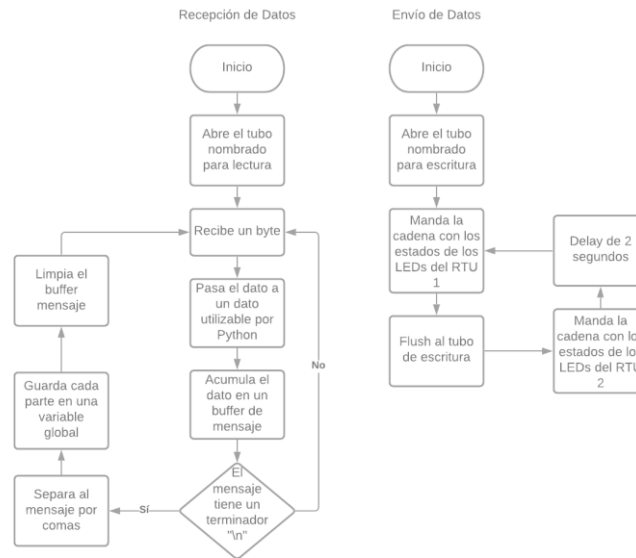 Recepción de Datos
Inicio
Abre el tubo
nombrado
para lectura
Recibe un byte
Pasa el dato a
un dato
utilizable por
Python
Acumula el
dato en un
buffer de
mensaje
El
mensaje
tiene un
terminador
"\n"
No
Sí
Separa al
mensaje por
comas
Guarda cada
parte en una
variable
global
Limpia el
buffer
mensaje
Envío de Datos
Inicio
Abre el tubo
nombrado
para escritura
Manda la
cadena con los
estados de los
LEDs del RTU
1
Flush al tubo
de escritura
Manda la
cadena con lo
estados de lo
LEDs del RTU
2
Delay de 2
segundos